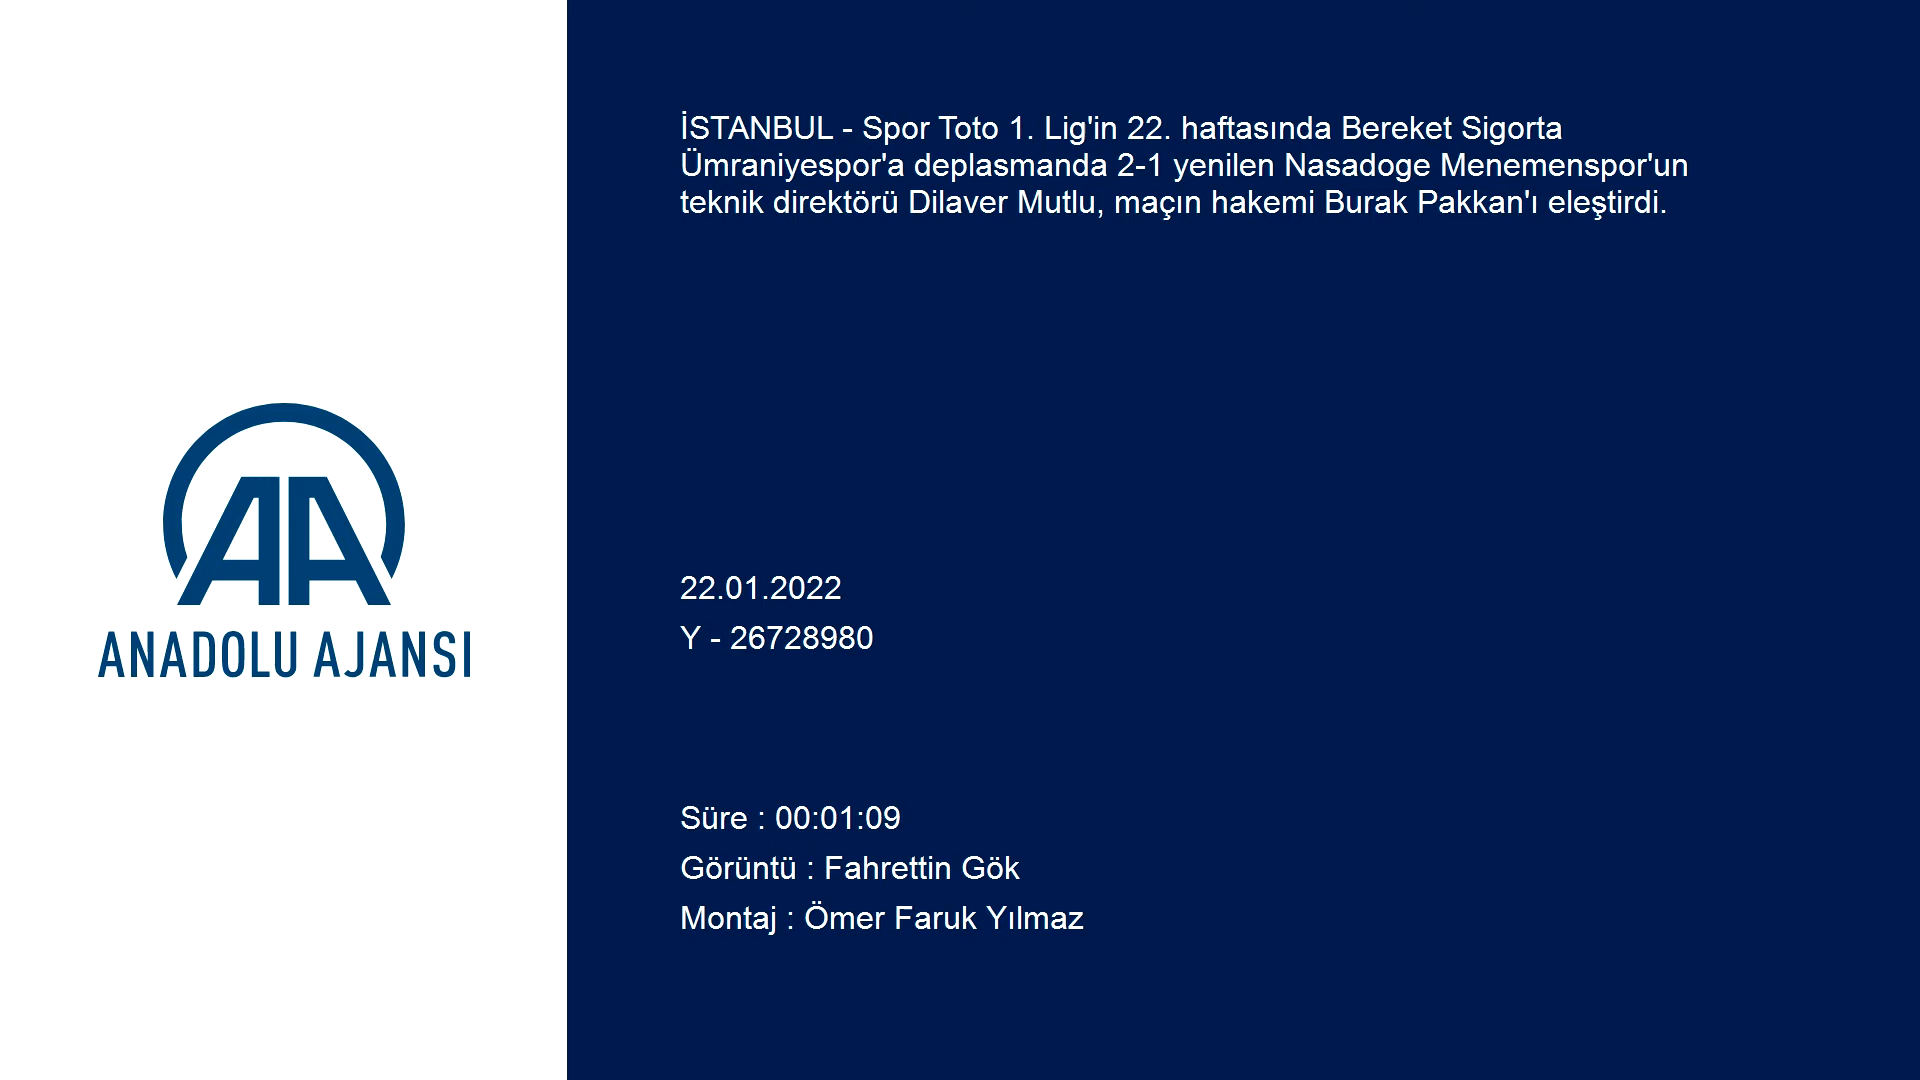 İSTANBUL - Spor Toto 1. Lig'in 22. haftasında Bereket Sigorta
Ümraniyespor'a deplasmanda 2-1 yenilen Nasadoge Menemenspor'un
teknik direktörü Dilaver Mutlu, maçın hakemi Burak Pakkan'ı eleştirdi.
AA
ANADOLU AJANSI
22.01.2022
Y - 26728980
Süre : 00:01:09
Görüntü : Fahrettin Gök
Montaj : Ömer Faruk Yılmaz